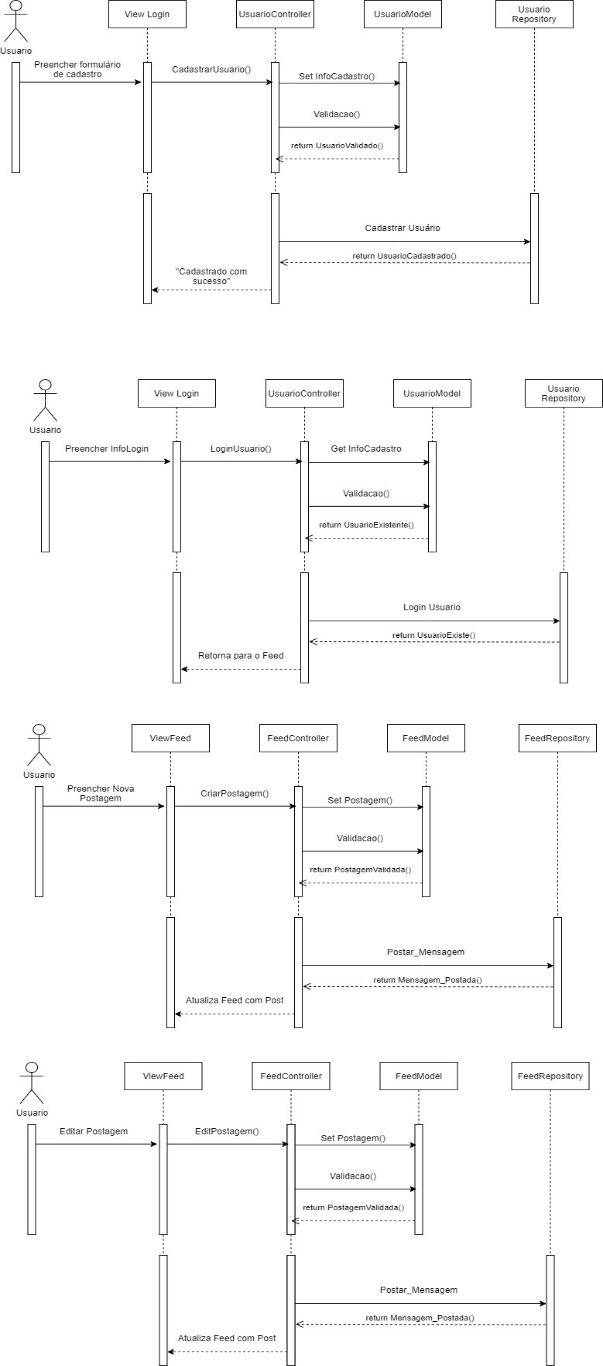 View Login
UsuarioController
UsuarioModel
Usuario
Repository
Usuario
Preencher formulário
de cadastro
CadastrarUsuario()
Set InfoCadastro()
Validacao()
return UsuarioValidado()
Cadastrar Usuário
return UsuarioCadastrado()
"Cadastrado com
sucesso"
View Login
UsuarioController
UsuarioModel
Usuario
Repository
Usuario
Preencher InfoLogin
LoginUsuario()
Get InfoCadastro
Validacao()
return UsuarioExistente()
Login Usuario
return UsuarioExiste()
Retorna para o Feed
ViewFeed
FeedController
FeedModel
FeedRepository
Usuario
Preencher Nova
Postagem
CriarPostagem()
Set Postagem()
Validacao()
return PostagemValidada()
Postar_Mensagem
return Mensagem_Postada()
Atualiza Feed com Post
ViewFeed
FeedController
FeedModel
FeedRepository
Usuario
Editar Postagem
EditPostagem()
Set Postagem()
Validacao()
return PostagemValidada()
Postar_Mensagem
return Mensagem_Postada()
Atualiza Feed com Post